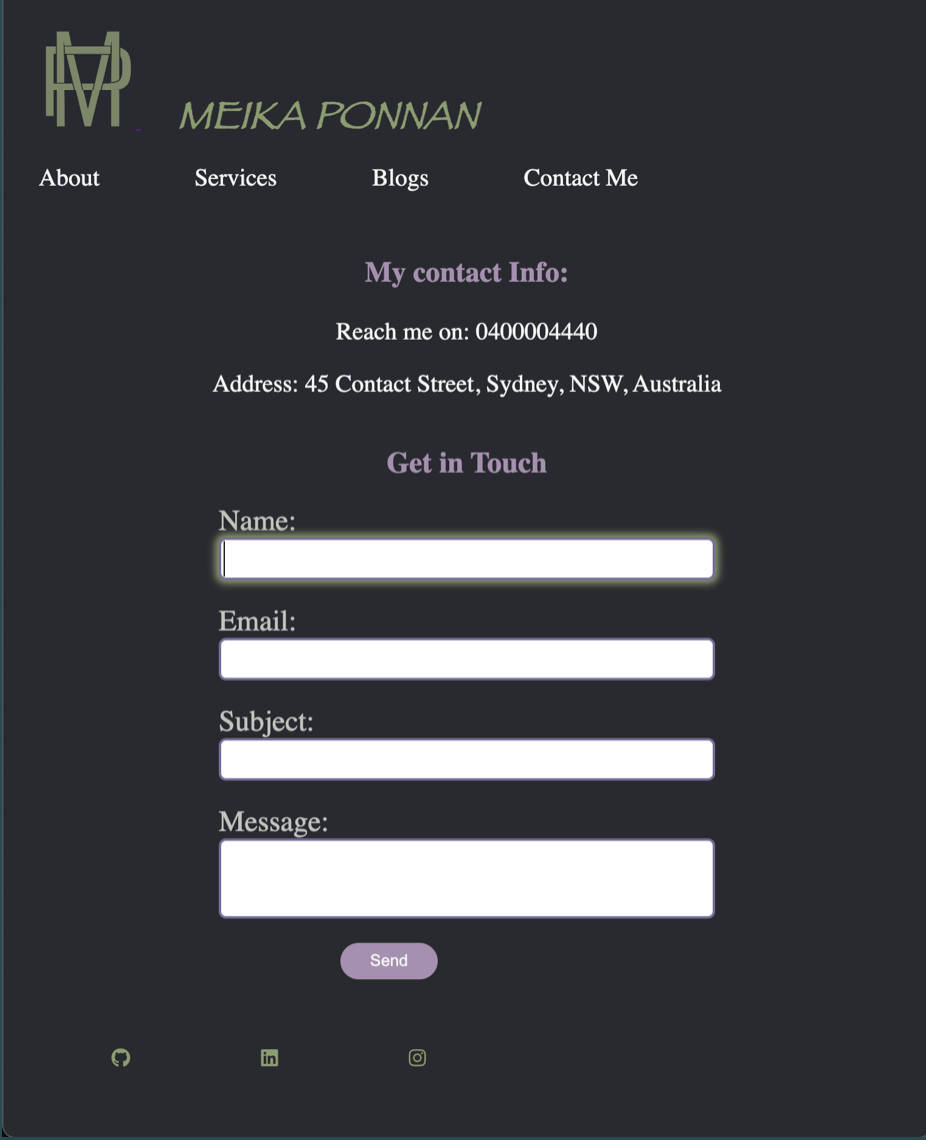 MP
MEIKA PONNAN
About Services Blogs Contact Me
My contact Info:
Reach me on: 0400004440
Address: 45 Contact Street, Sydney, NSW, Australia
Get in Touch
Name:
Email:
Subject:
Message:
Send
in